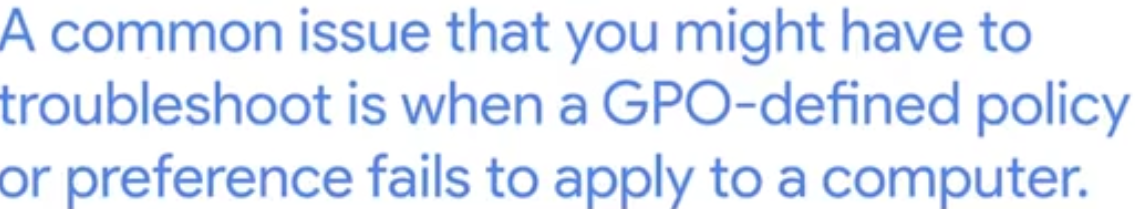 A common issue that you might have to
troubleshoot is when a GPO-defined policy
or preference fails to apply to a computer.